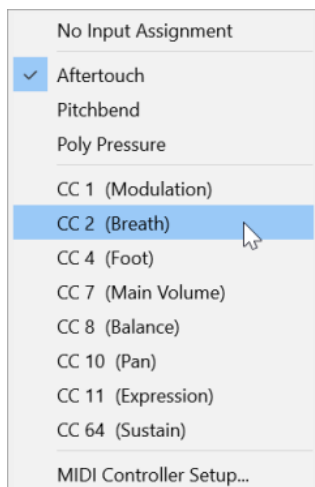 No Input Assignment
Aftertouch
Pitchbend
Poly Pressure
CC 1 (Modulation)
CC 2 (Breath)
CC 4 (Foot)
CC 7 (Main Volume)
CC 8 (Balance)
CC 10 (Pan)
CC 11 (Expression)
CC 64 (Sustain)
MIDI Controller Setup...